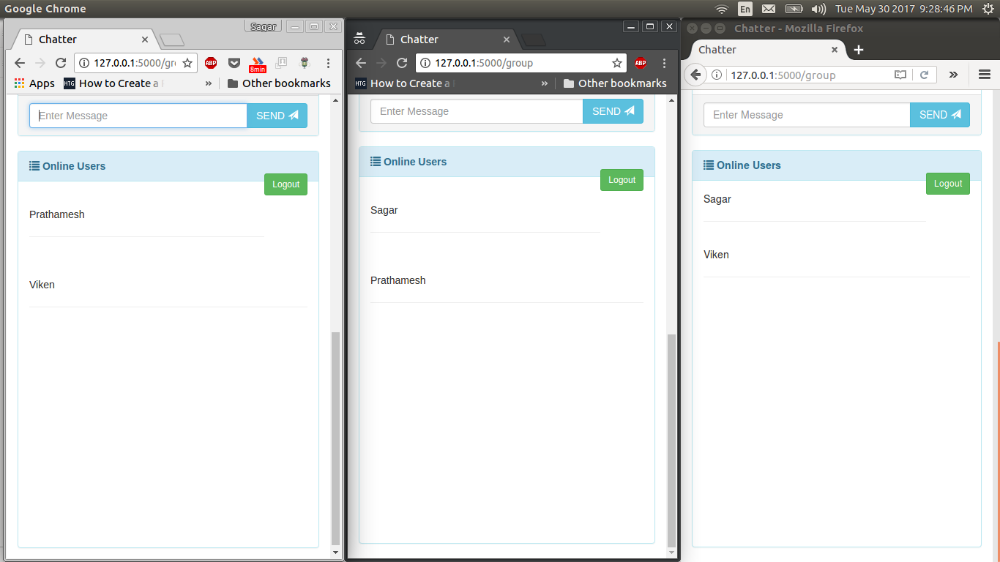 Google Chrome
En
Tue May 30 2017 9:28:46 PM
Sagar
Chatter
127.0.0.1:5000/gr
ABP
8min
Apps
HTG How to Create a
»
Other bookmarks
Enter Message
SEND
Online Users
Logout
Prathamesh
Viken
Chatter
127.0.0.1:5000/group
ABP
HTG How to Create a
»
Other bookmarks
Enter Message
SEND
Online Users
Logout
Sagar
Prathamesh
Chatter - Mozilla Firefox
Chatter
127.0.0.1:5000/group
»
Enter Message
SEND
Online Users
Logout
Sagar
Viken